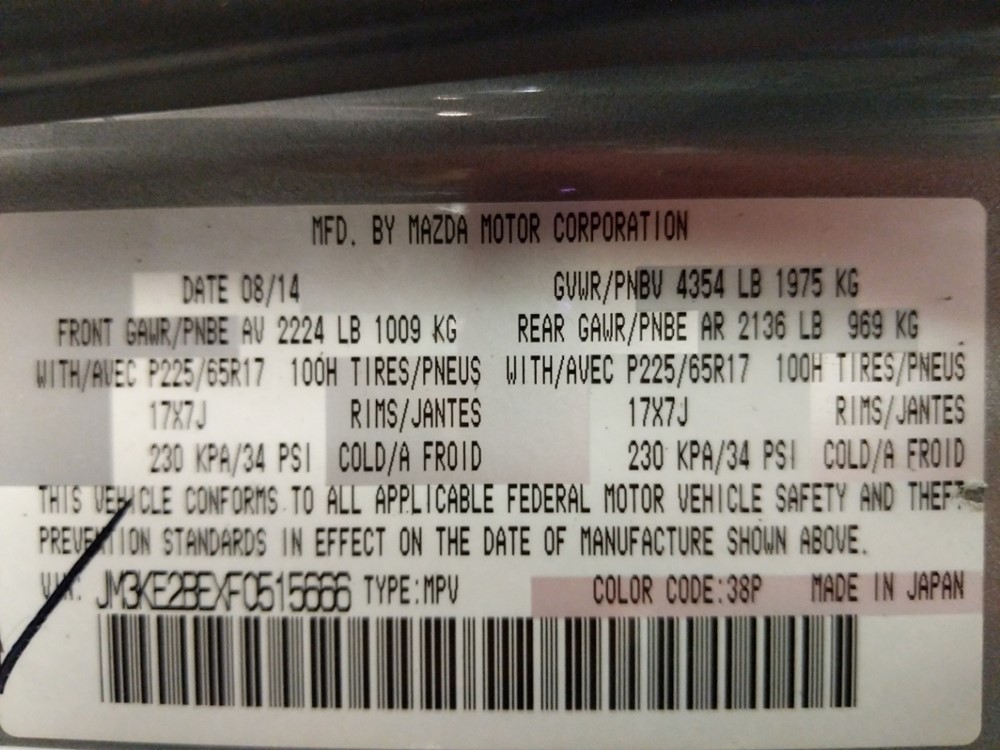 MFD. BY MAZDA MOTOR CORPORATION
DATE 08/14 GVWR/PNBV 4354 LB 1975 KG
FRONT GAWR/PNBE AV 2224 LB 1009 KG REAR GAWR/PNBE AR 2136 LB 969 KG
WITH/AVEC P225/65R17 100H TIRES/PNEUS WITH/AVEC P225/65R17 100H TIRES/PNEUS
17X7J RIMS/JANTES 17X7J RIMS/JANTES
230 KPA/34 PSI COLD/A FROID 230 KPA/34 PSI COLD/A FROID
THIS VEHICLE CONFORMS TO ALL APPLICABLE FEDERAL MOTOR VEHICLE SAFETY AND THEFT
PREVENTION STANDARDS IN EFFECT ON THE DATE OF MANUFACTURE SHOWN ABOVE.
V.I.N: JM3KE2BEXF0515666 TYPE:MPV COLOR CODE:38P MADE IN JAPAN